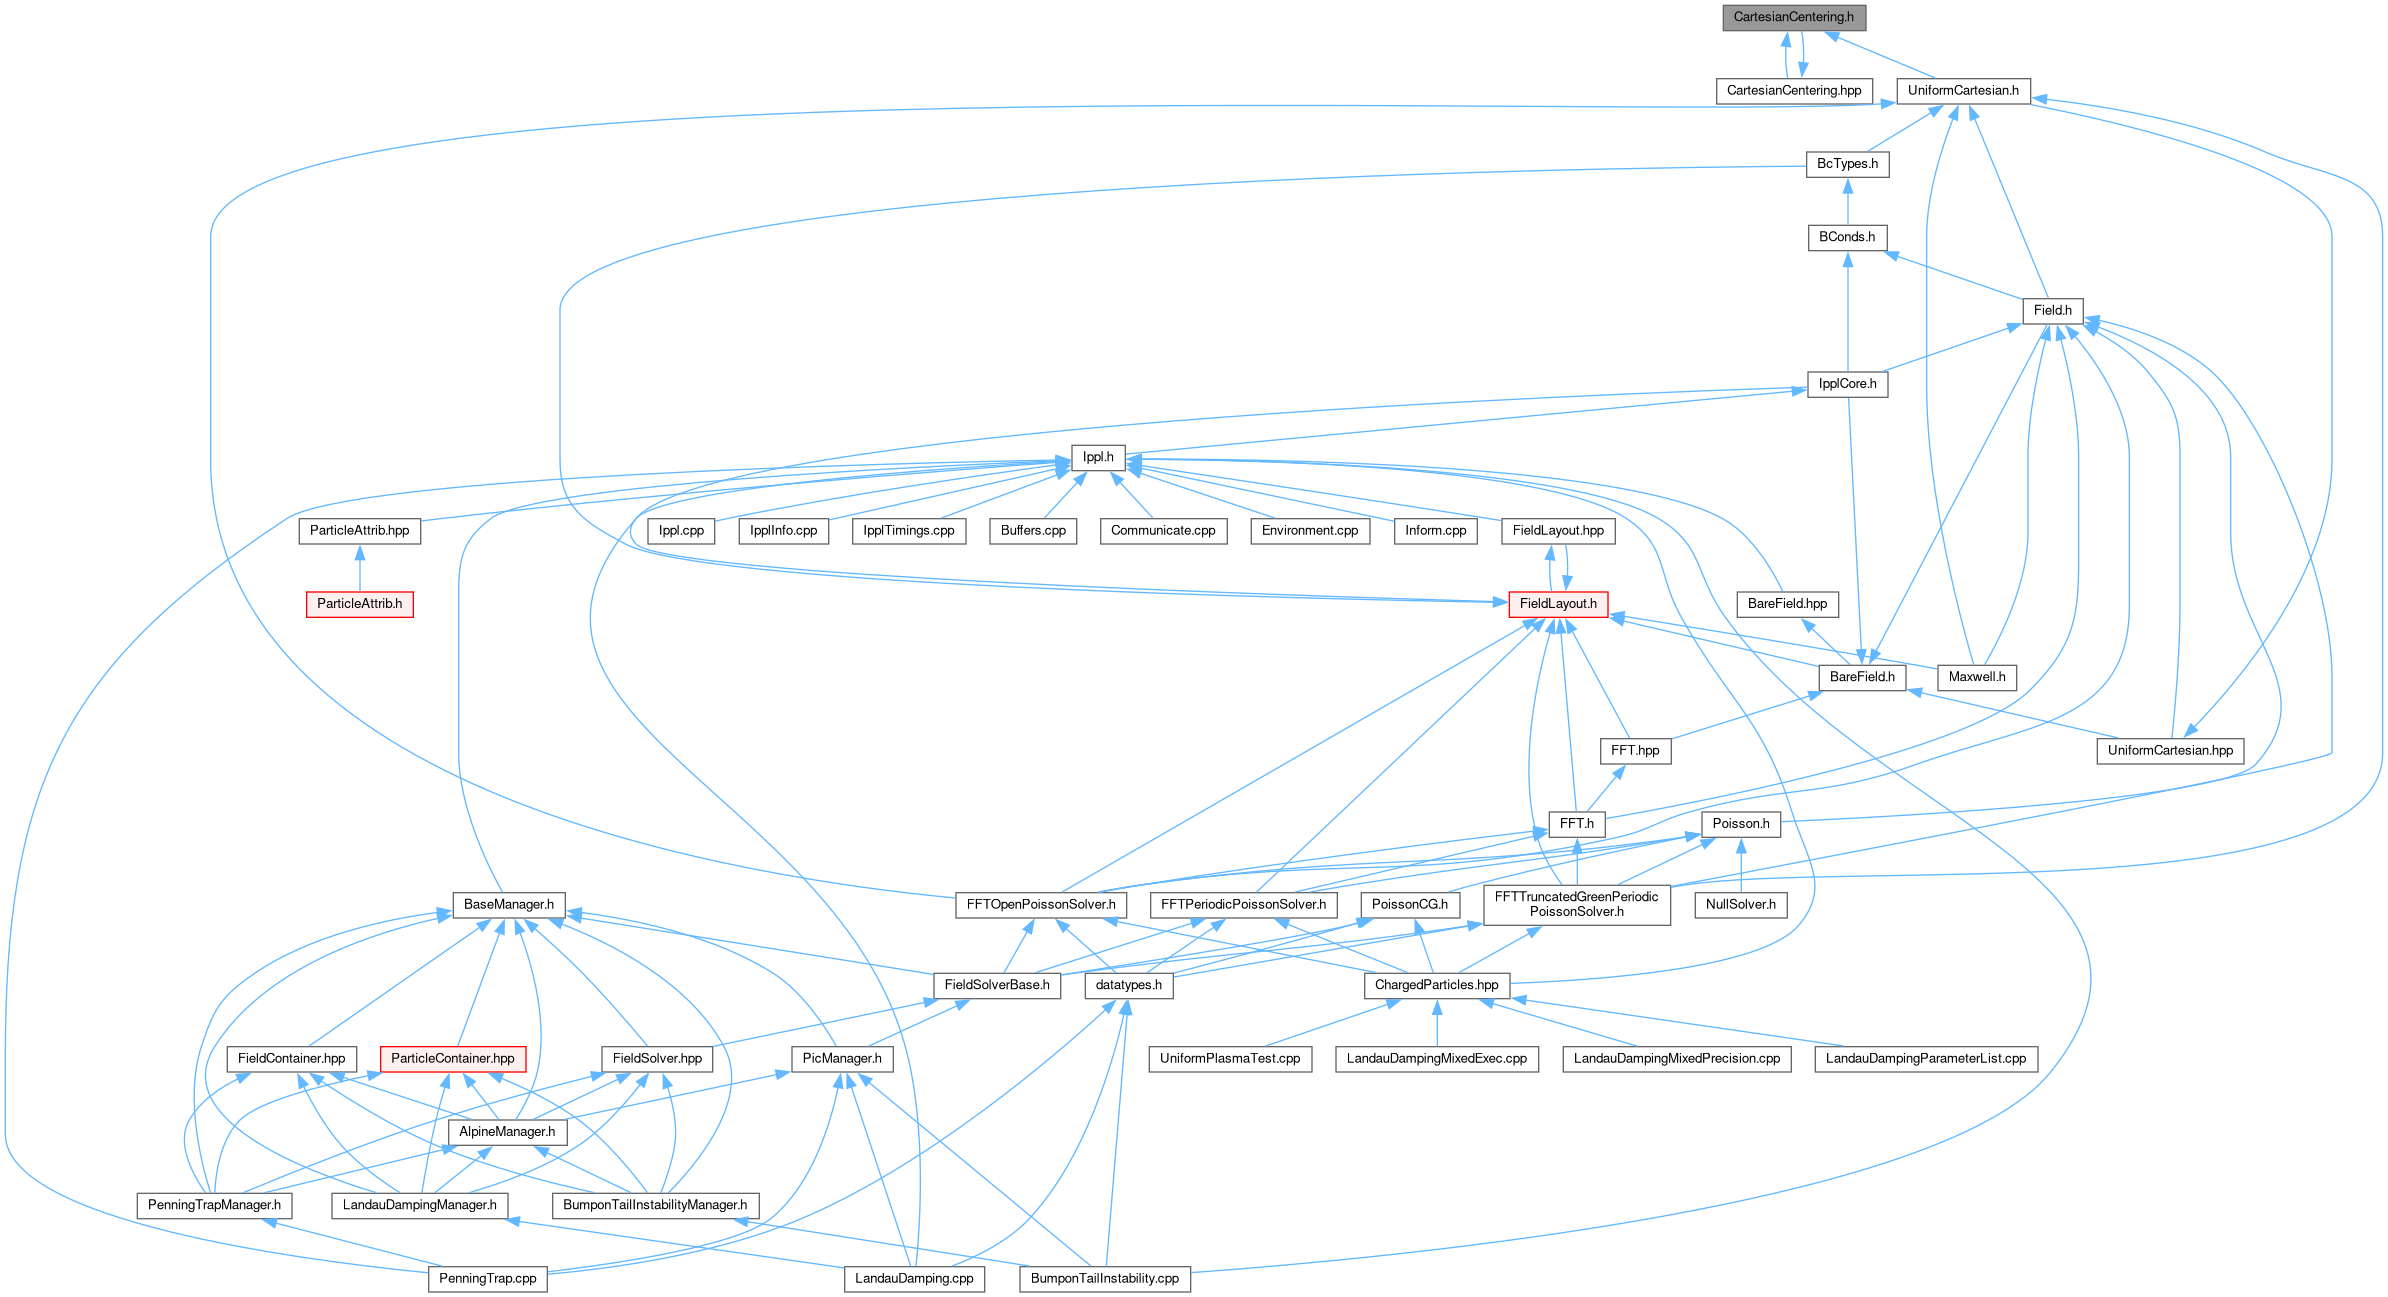 CartesianCentering.h
CartesianCentering.hpp
UniformCartesian.h
BcTypes.h
BConds.h
Field.h
IpplCore.h
Ippl.h
ParticleAttrib.hpp
Ippl.cpp
IpplInfo.cpp
IpplTimings.cpp
Buffers.cpp
Communicate.cpp
Environment.cpp
Inform.cpp
FieldLayout.hpp
ParticleAttrib.h
FieldLayout.h
BareField.hpp
BareField.h
Maxwell.h
FFT.hpp
UniformCartesian.hpp
FFT.h
Poisson.h
BaseManager.h
FFTOpenPoissonSolver.h
FFTPeriodicPoissonSolver.h
PoissonCG.h
FFTTruncatedGreenPeriodic
PoissonSolver.h
NullSolver.h
FieldSolverBase.h
datatypes.h
ChargedParticles.hpp
FieldContainer.hpp
ParticleContainer.hpp
FieldSolver.hpp
PicManager.h
UniformPlasmaTest.cpp
LandauDampingMixedExec.cpp
LandauDampingMixedPrecision.cpp
LandauDampingParameterList.cpp
AlpineManager.h
PenningTrapManager.h
LandauDampingManager.h
BumponTailInstabilityManager.h
PenningTrap.cpp
LandauDamping.cpp
BumponTailInstability.cpp